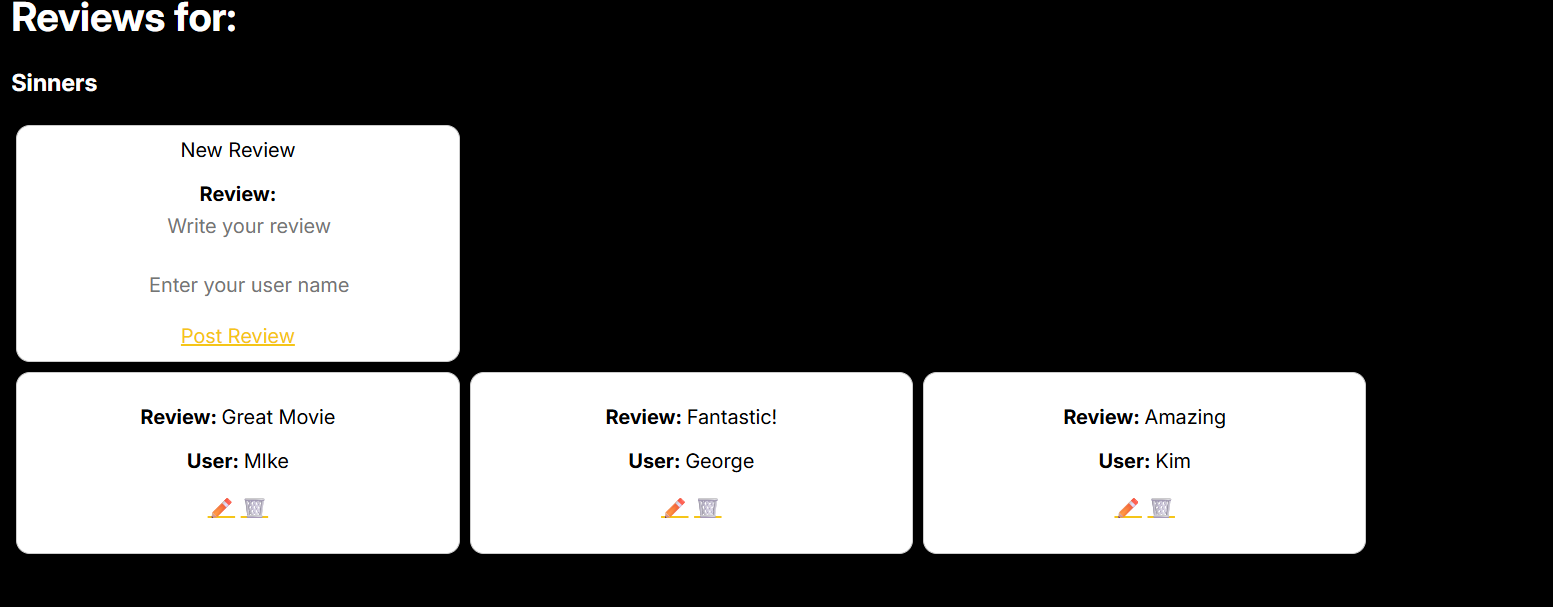 Reviews for:
Sinners
New Review
Review:
Write your review
Enter your user name
Post Review
Review: Great Movie
User: MIke
Review: Fantastic!
User: George
Review: Amazing
User: Kim